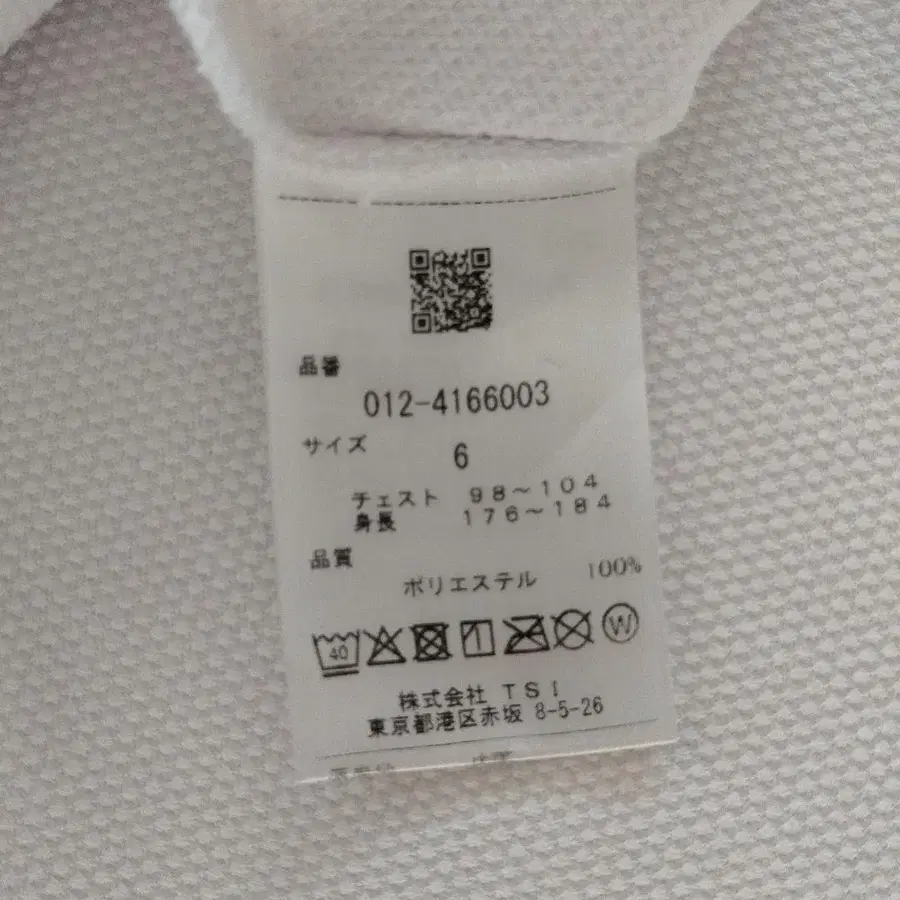 品番
012-4166003
サイズ
6
チェスト 98～104
身長 176～184
品質
ポリエステル 100%
40
W
株式会社 TSI
東京都港区赤坂 8-5-26